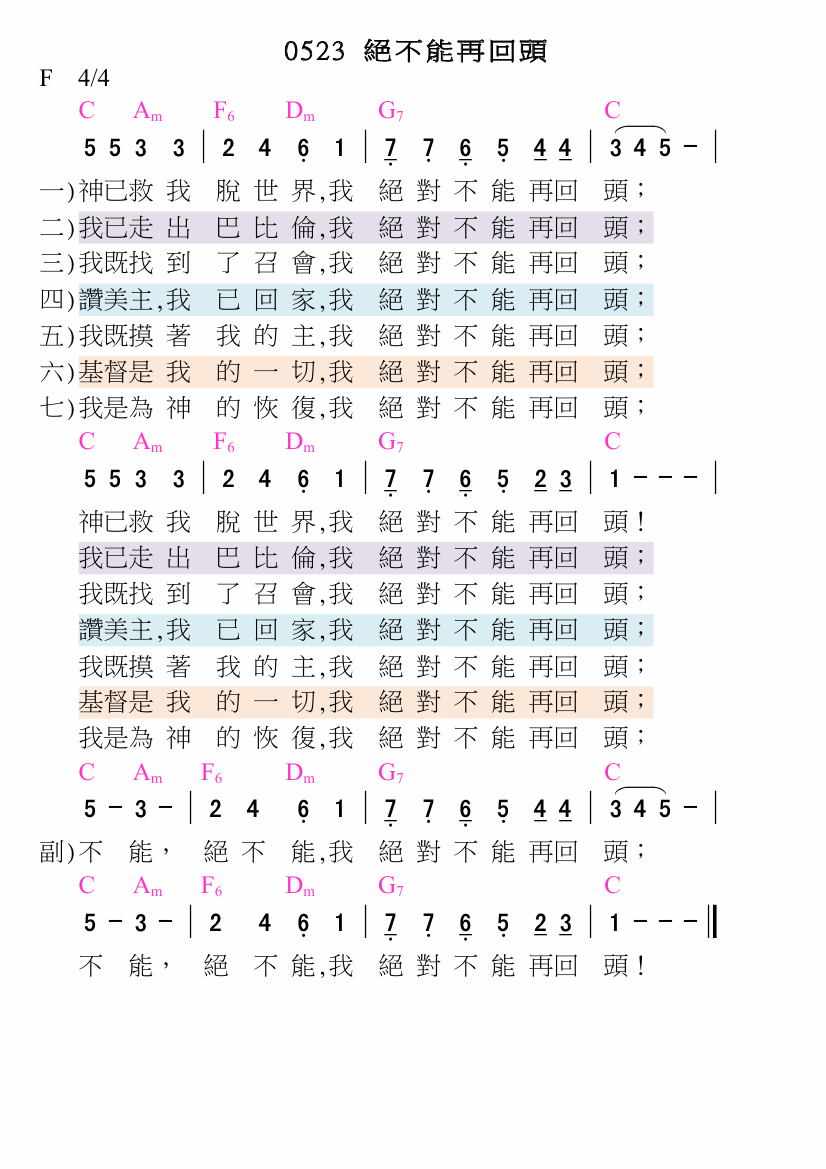 0523 絕不能再回頭
F 4/4
C Am F6 Dm G7 C
5 5 3 3 | 2 4 6 1 | 7 7 6 5 4 4 | 3 4 5 - |
一)神已救我 脫世界,我 絕對不能再回 頭；
二)我已走出 巴比倫,我 絕對不能再回 頭；
三)我既找到 了召會,我 絕對不能再回 頭；
四)讚美主,我 已回家,我 絕對不能再回 頭；
五)我既摸著 我的主,我 絕對不能再回 頭；
六)基督是我 的一切,我 絕對不能再回 頭；
七)我是為神 的恢復,我 絕對不能再回 頭；
C Am F6 Dm G7 C
5 5 3 3 | 2 4 6 1 | 7 7 6 5 2 3 | 1 - - - |
神已救我 脫世界,我 絕對不能再回 頭！
我已走出 巴比倫,我 絕對不能再回 頭；
我既找到 了召會,我 絕對不能再回 頭；
讚美主,我 已回家,我 絕對不能再回 頭；
我既摸著 我的主,我 絕對不能再回 頭；
基督是我 的一切,我 絕對不能再回 頭；
我是為神 的恢復,我 絕對不能再回 頭；
C Am F6 Dm G7 C
5 - 3 - | 2 4 6 1 | 7 7 6 5 4 4 | 3 4 5 - |
副)不 能， 絕不 能,我 絕對不能再回 頭；
C Am F6 Dm G7 C
5 - 3 - | 2 4 6 1 | 7 7 6 5 2 3 | 1 - - - ||
不 能， 絕 不能,我 絕對不能再回 頭！